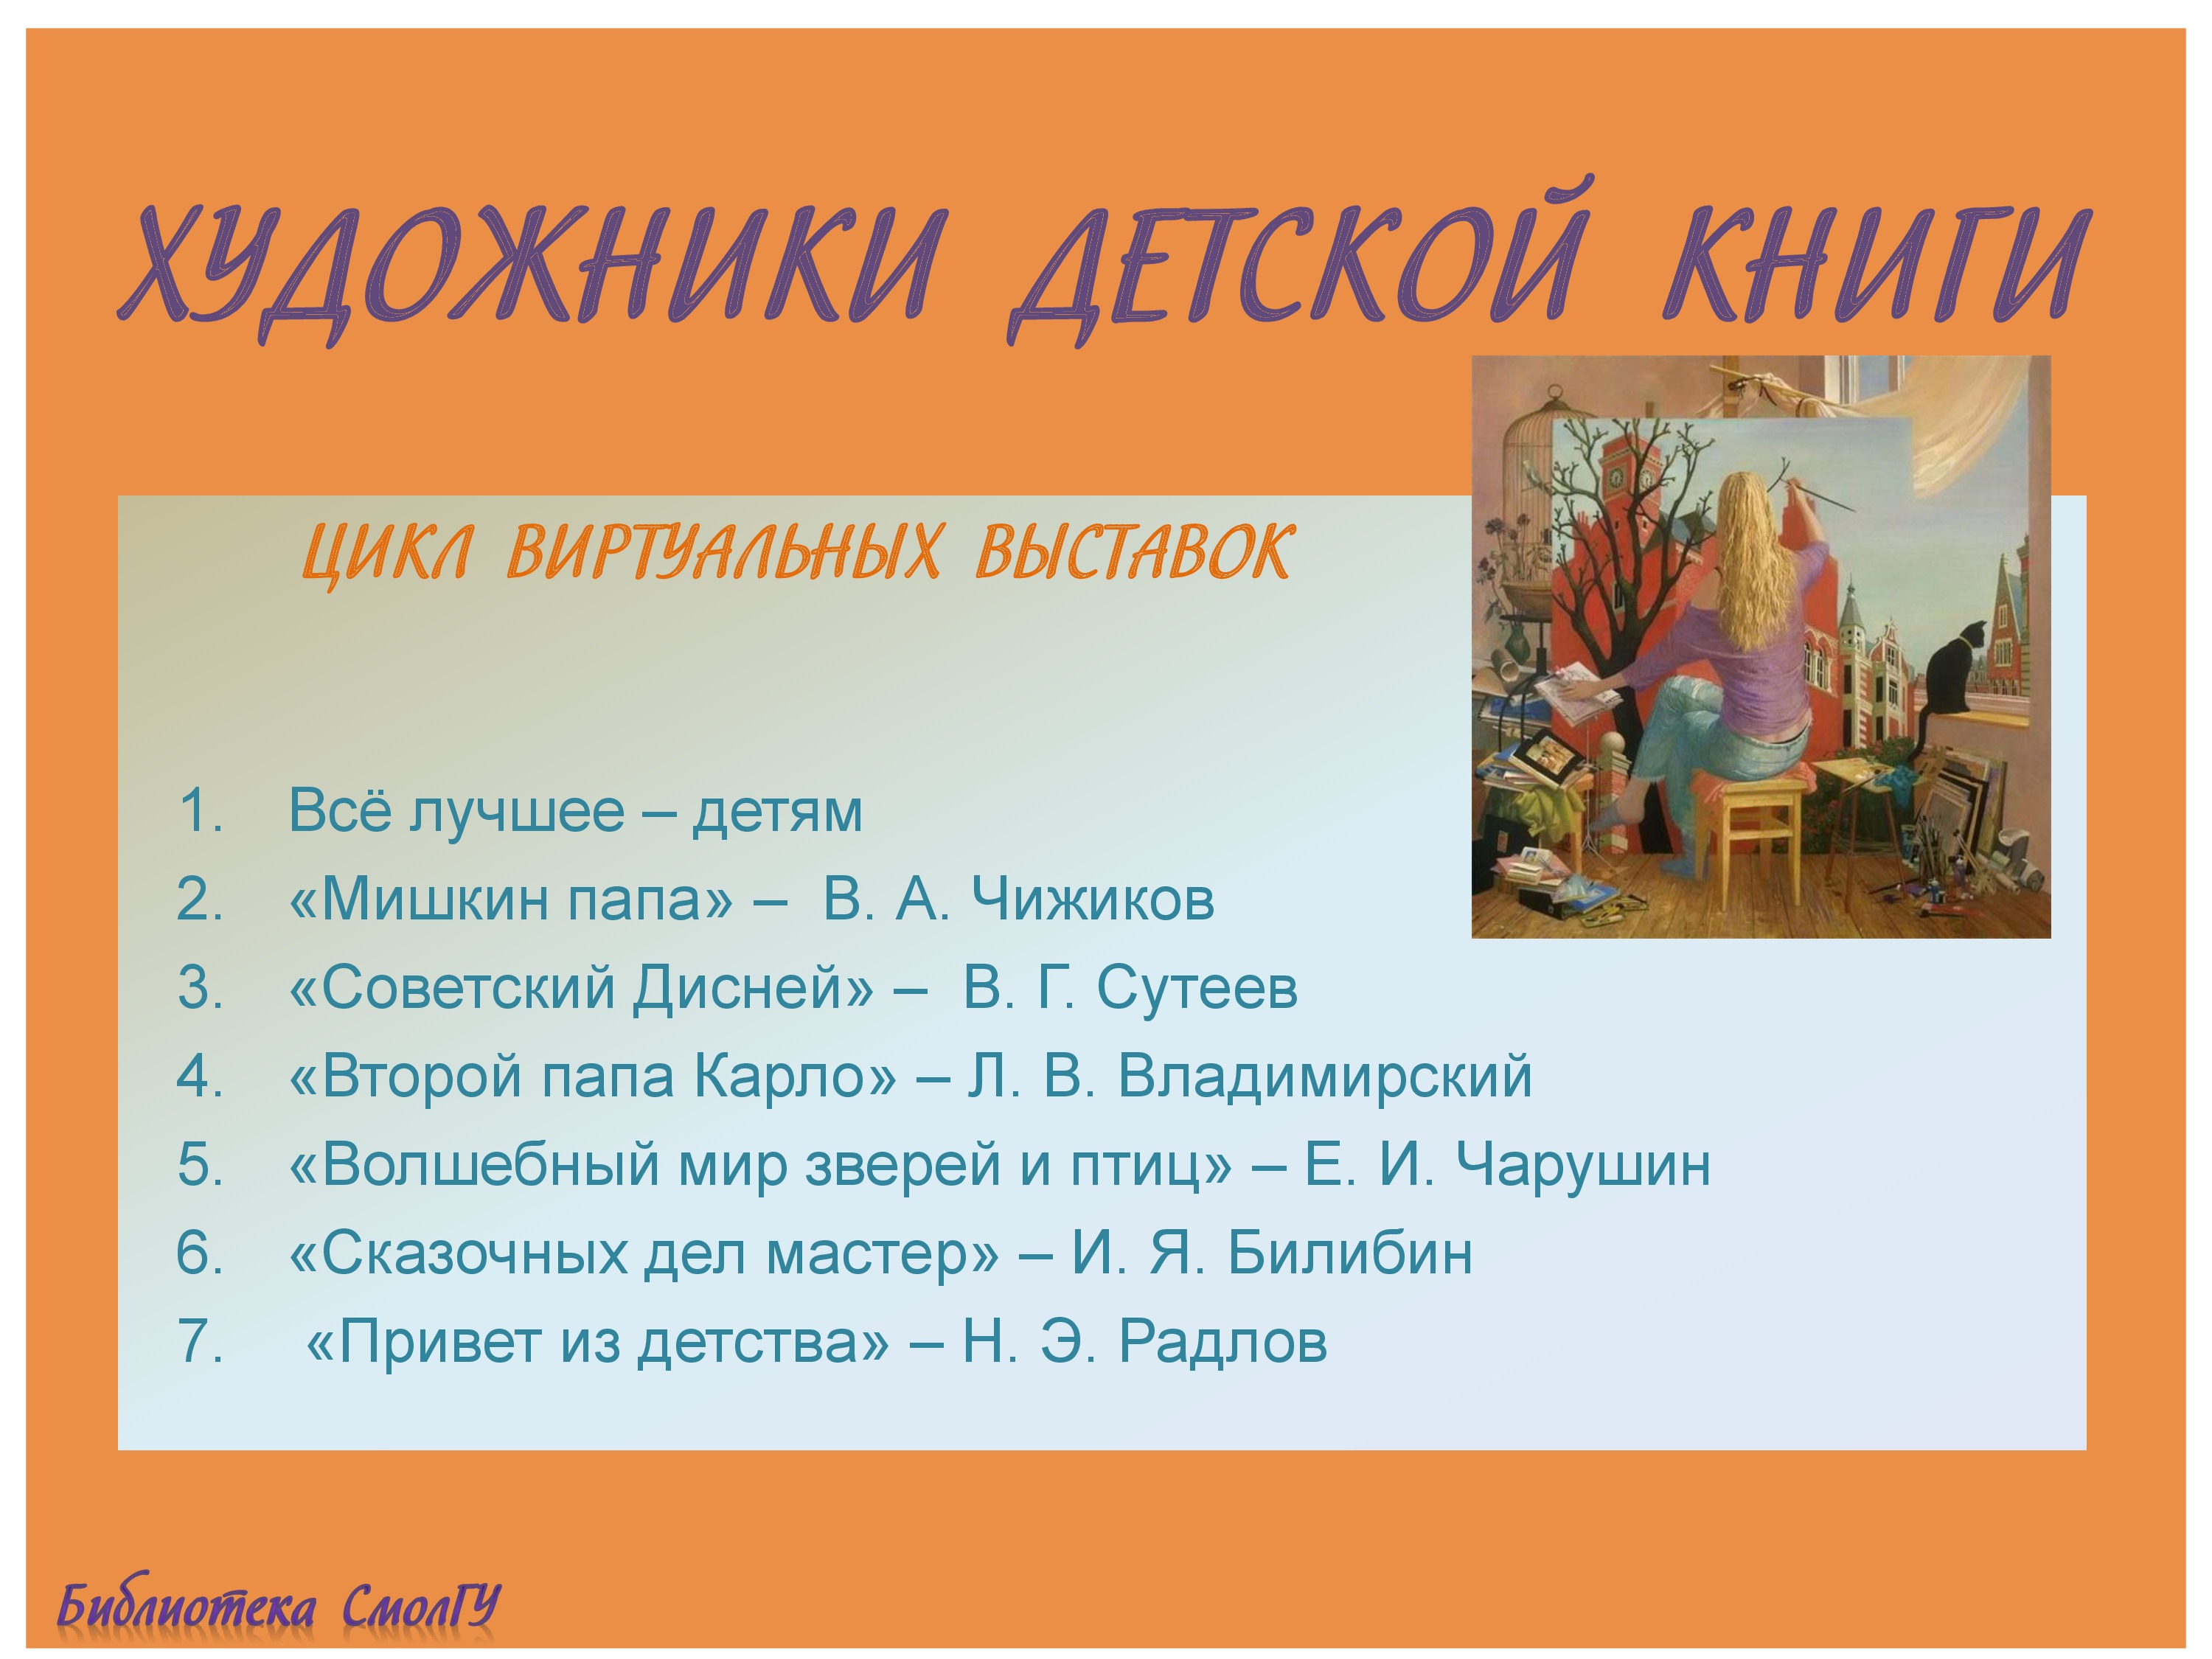 ХУДОЖНИКИ ДЕТСКОЙ КНИГИ
ЦИКЛ ВИРТУАЛЬНЫХ ВЫСТАВОК
1. Всё лучшее – детям
2. «Мишкин папа» – В. А. Чижиков
3. «Советский Дисней» – В. Г. Сутеев
4. «Второй папа Карло» – Л. В. Владимирский
5. «Волшебный мир зверей и птиц» – Е. И. Чарушин
6. «Сказочных дел мастер» – И. Я. Билибин
7. «Привет из детства» – Н. Э. Радлов
Библиотека СмолГУ